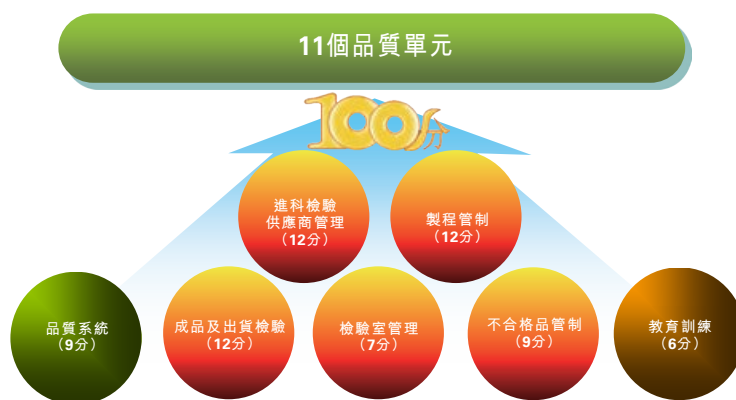 11個品質單元
100分
進科檢驗
供應商管理
（12分）
製程管制
（12分）
品質系統
（9分）
成品及出貨檢驗
（12分）
檢驗室管理
（7分）
不合格品管制
（9分）
教育訓練
（6分）